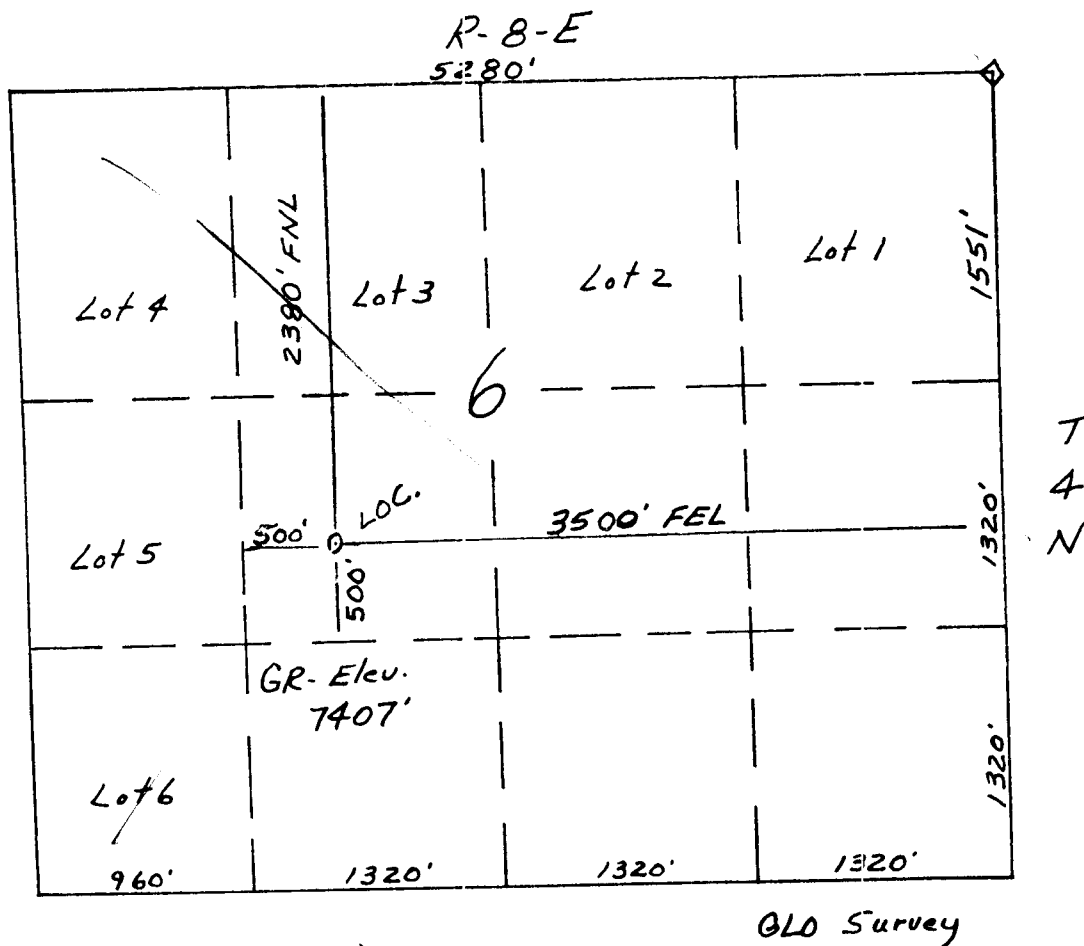 R-8-E
5280'
Lot 4
2380' FNL
Lot 3
Lot 2
Lot 1
1551'
6
T
4
N
Lot 5
500'
LOC.
3500' FEL
1320'
500'
GR-Elev.
7407'
Lot 6
1320'
960'
1320'
1320'
1320'
GLO Survey